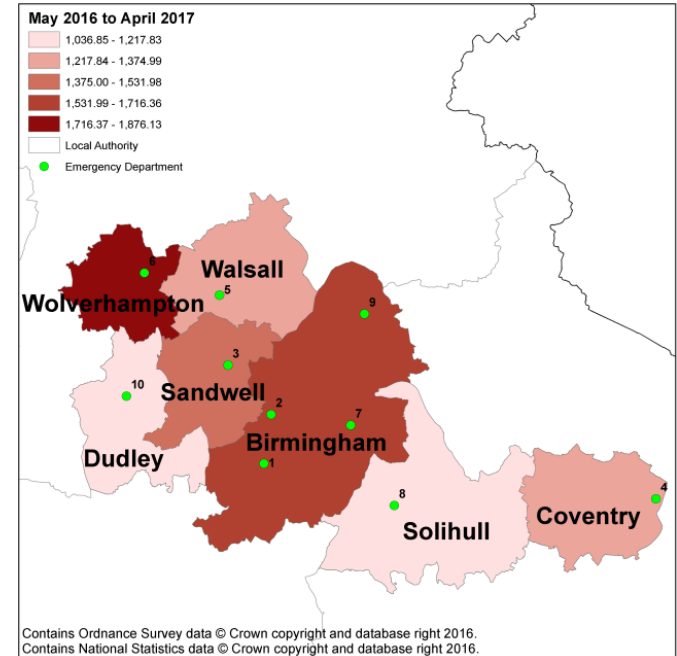 May 2016 to April 2017
1,036.85 - 1,217.83
1,217.84 - 1,374.99
1,375.00 - 1,531.98
1,531.99 - 1,716.36
1,716.37 - 1,876.13
Local Authority
Emergency Department
6
Walsall
5
Wolverhampton
9
3
10
Sandwell
2
7
Birmingham
Dudley
1
8
4
Coventry
Solihull
Contains Ordnance Survey data © Crown copyright and database right 2016.
Contains National Statistics data © Crown copyright and database right 2016.